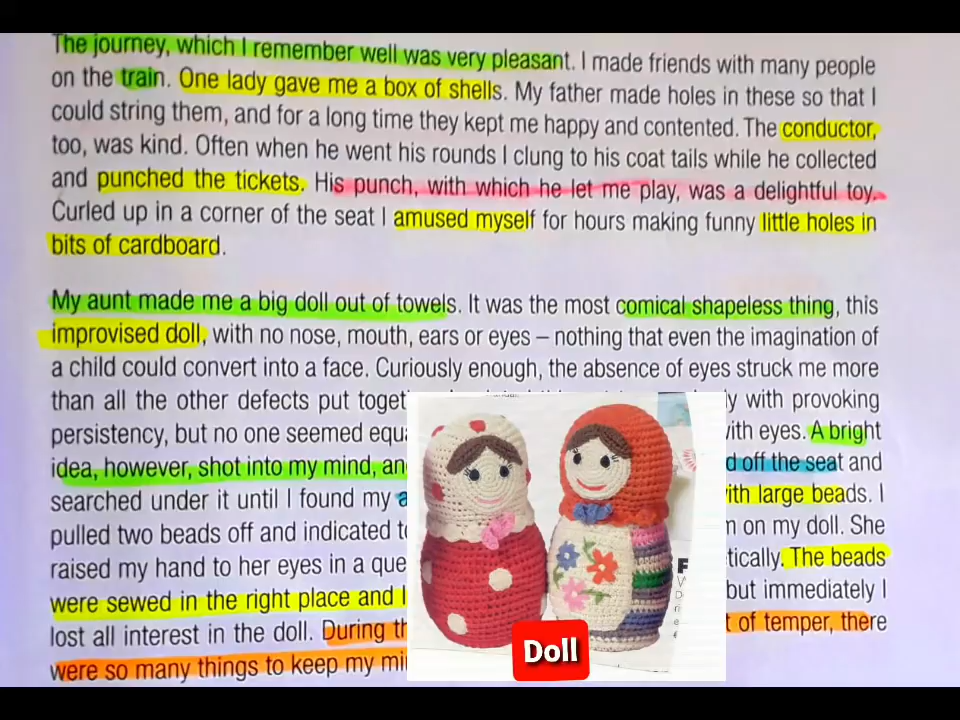 The journey, which I remember well was very pleasant. I made friends with many people
on the train. One lady gave me a box of shells. My father made holes in these so that I
could string them, and for a long time they kept me happy and contented. The conductor,
too, was kind. Often when he went his rounds I clung to his coat tails while he collected
and punched the tickets. His punch, with which he let me play, was a delightful toy.
Curled up in a corner of the seat I amused myself for hours making funny little holes in
bits of cardboard.
My aunt made me a big doll out of towels. It was the most comical shapeless thing, this
improvised doll, with no nose, mouth, ears or eyes – nothing that even the imagination of
a child could convert into a face. Curiously enough, the absence of eyes struck me more
than all the other defects put with provoking
persistency, but no one seemed with eyes. A bright
idea, however, shot into my mind, off the seat and
searched under it until I found my with large beads. I
pulled two beads off and indicated on my doll. She
raised my hand to her eyes in a The beads
were sewed in the right place and but immediately I
lost all interest in the doll. During of temper, there
were so many things to keep my
Doll